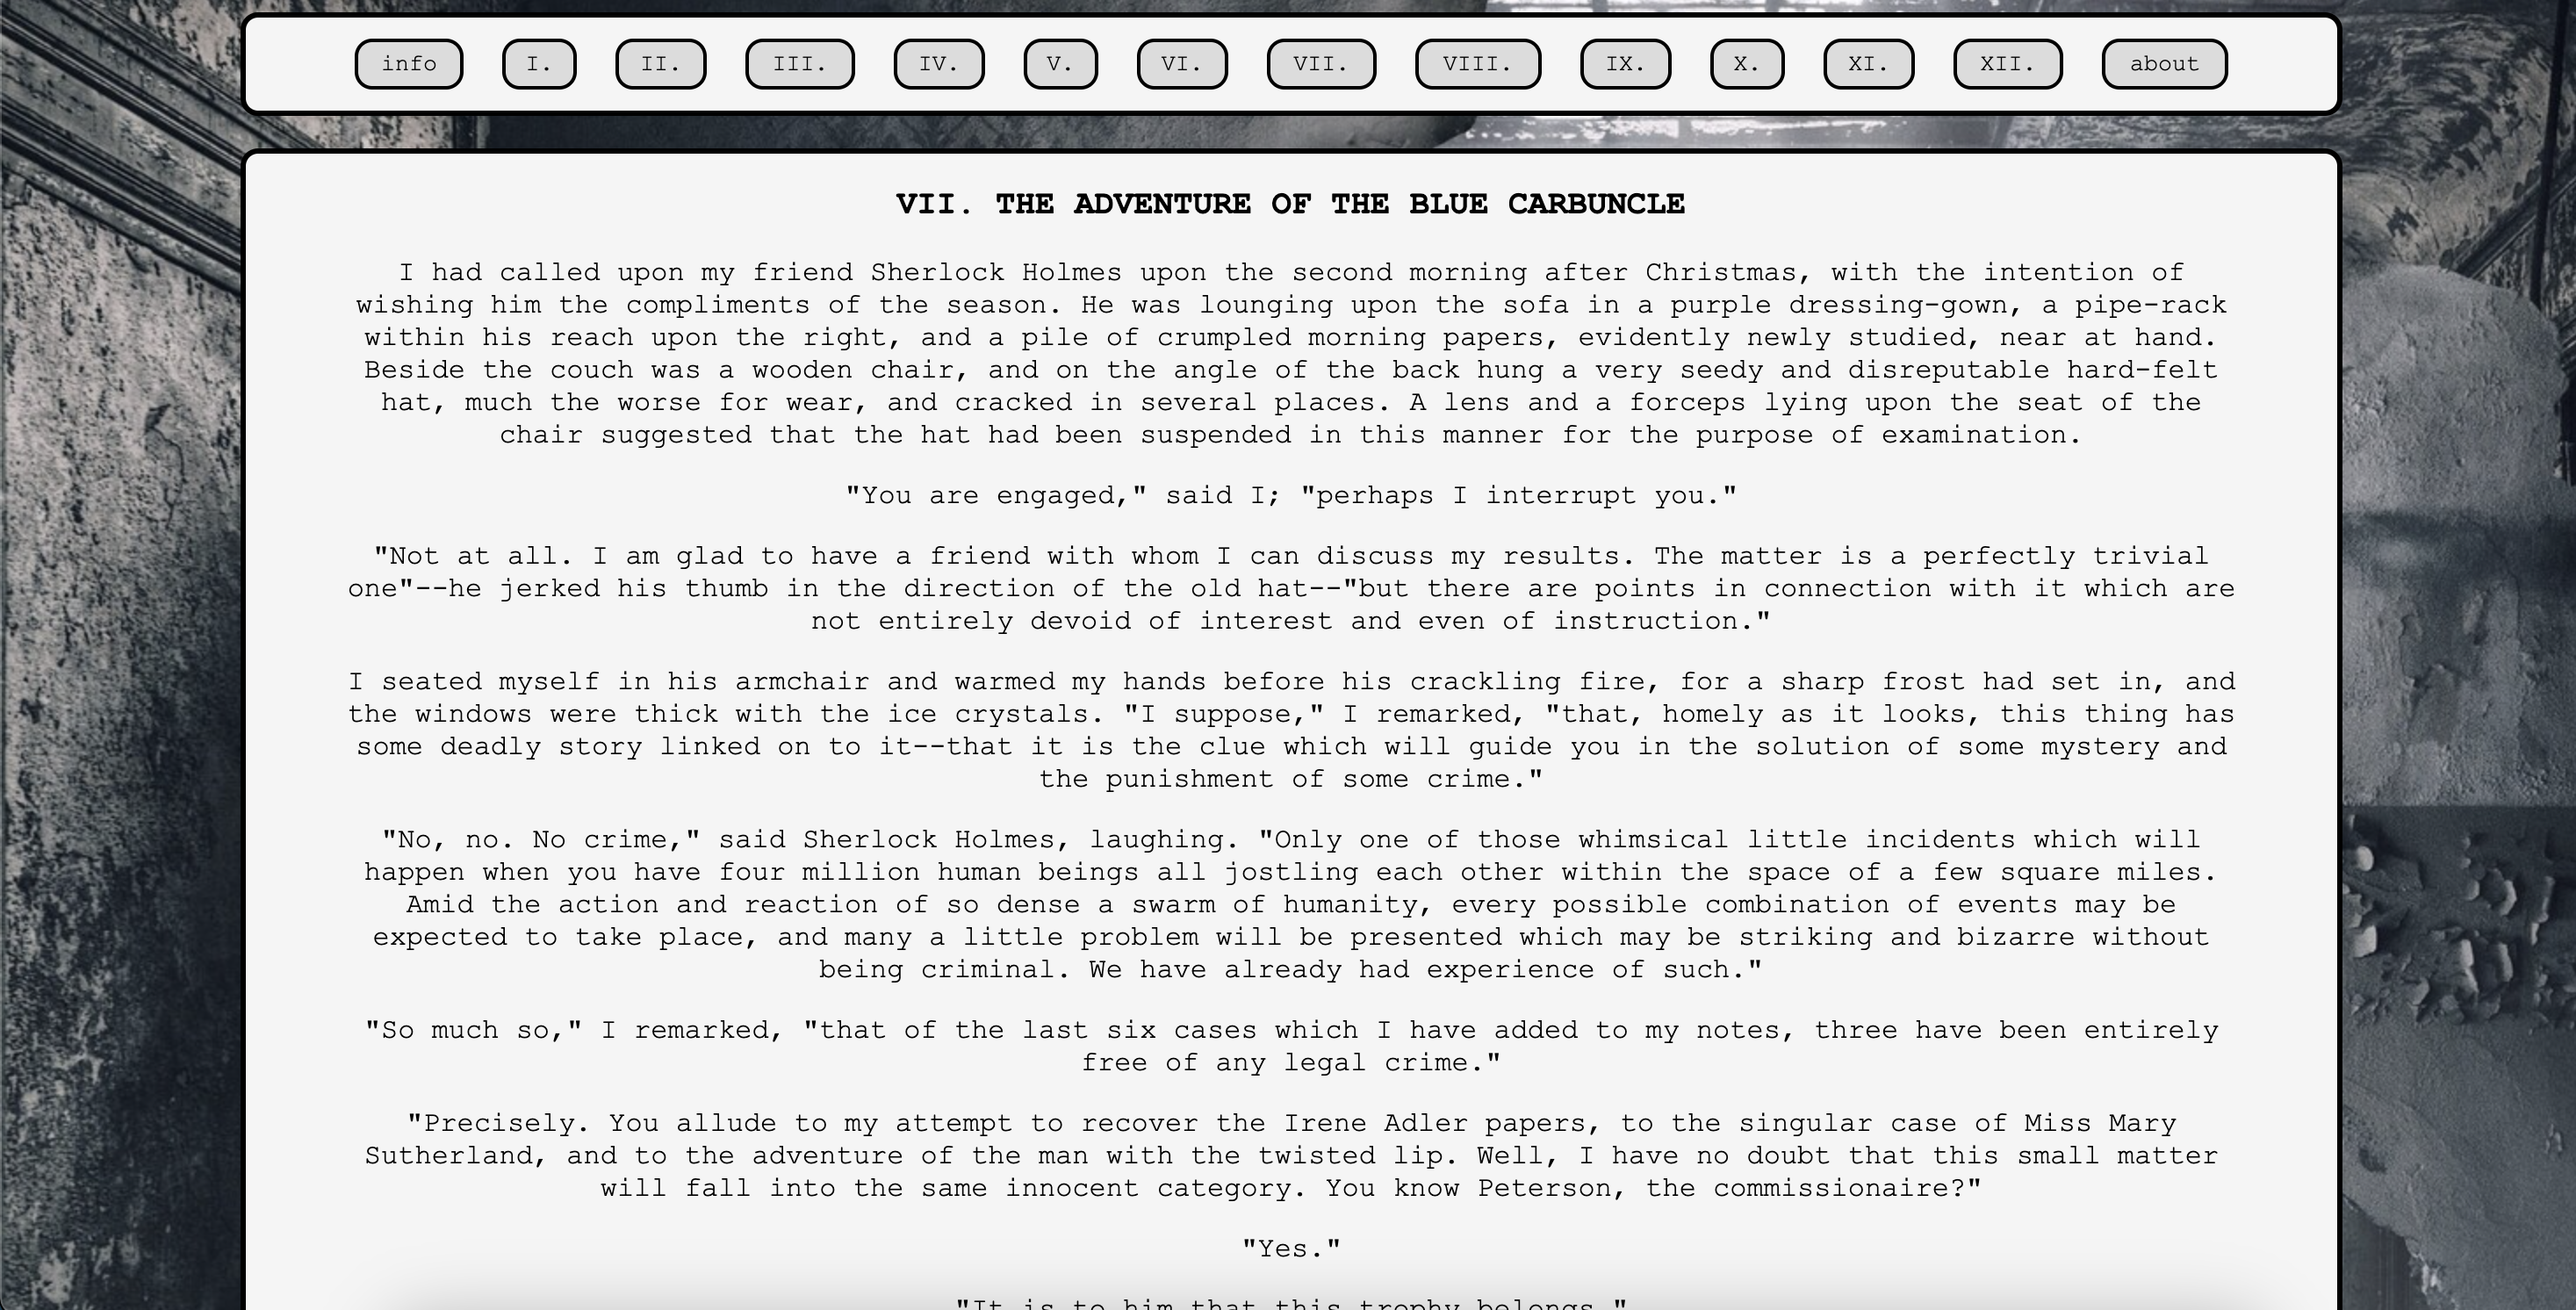 info I. II. III. IV. V. VI. VII. VIII. IX. X. XI. XII. about
VII. THE ADVENTURE OF THE BLUE CARBUNCLE
I had called upon my friend Sherlock Holmes upon the second morning after Christmas, with the intention of
wishing him the compliments of the season. He was lounging upon the sofa in a purple dressing-gown, a pipe-rack
within his reach upon the right, and a pile of crumpled morning papers, evidently newly studied, near at hand.
Beside the couch was a wooden chair, and on the angle of the back hung a very seedy and disreputable hard-felt
hat, much the worse for wear, and cracked in several places. A lens and a forceps lying upon the seat of the
chair suggested that the hat had been suspended in this manner for the purpose of examination.
"You are engaged," said I; "perhaps I interrupt you."
"Not at all. I am glad to have a friend with whom I can discuss my results. The matter is a perfectly trivial
one"--he jerked his thumb in the direction of the old hat--"but there are points in connection with it which are
not entirely devoid of interest and even of instruction."
I seated myself in his armchair and warmed my hands before his crackling fire, for a sharp frost had set in, and
the windows were thick with the ice crystals. "I suppose," I remarked, "that, homely as it looks, this thing has
some deadly story linked on to it--that it is the clue which will guide you in the solution of some mystery and
the punishment of some crime."
"No, no. No crime," said Sherlock Holmes, laughing. "Only one of those whimsical little incidents which will
happen when you have four million human beings all jostling each other within the space of a few square miles.
Amid the action and reaction of so dense a swarm of humanity, every possible combination of events may be
expected to take place, and many a little problem will be presented which may be striking and bizarre without
being criminal. We have already had experience of such."
"So much so," I remarked, "that of the last six cases which I have added to my notes, three have been entirely
free of any legal crime."
"Precisely. You allude to my attempt to recover the Irene Adler papers, to the singular case of Miss Mary
Sutherland, and to the adventure of the man with the twisted lip. Well, I have no doubt that this small matter
will fall into the same innocent category. You know Peterson, the commissionaire?"
"Yes."
"It is to him that this trophy belongs."